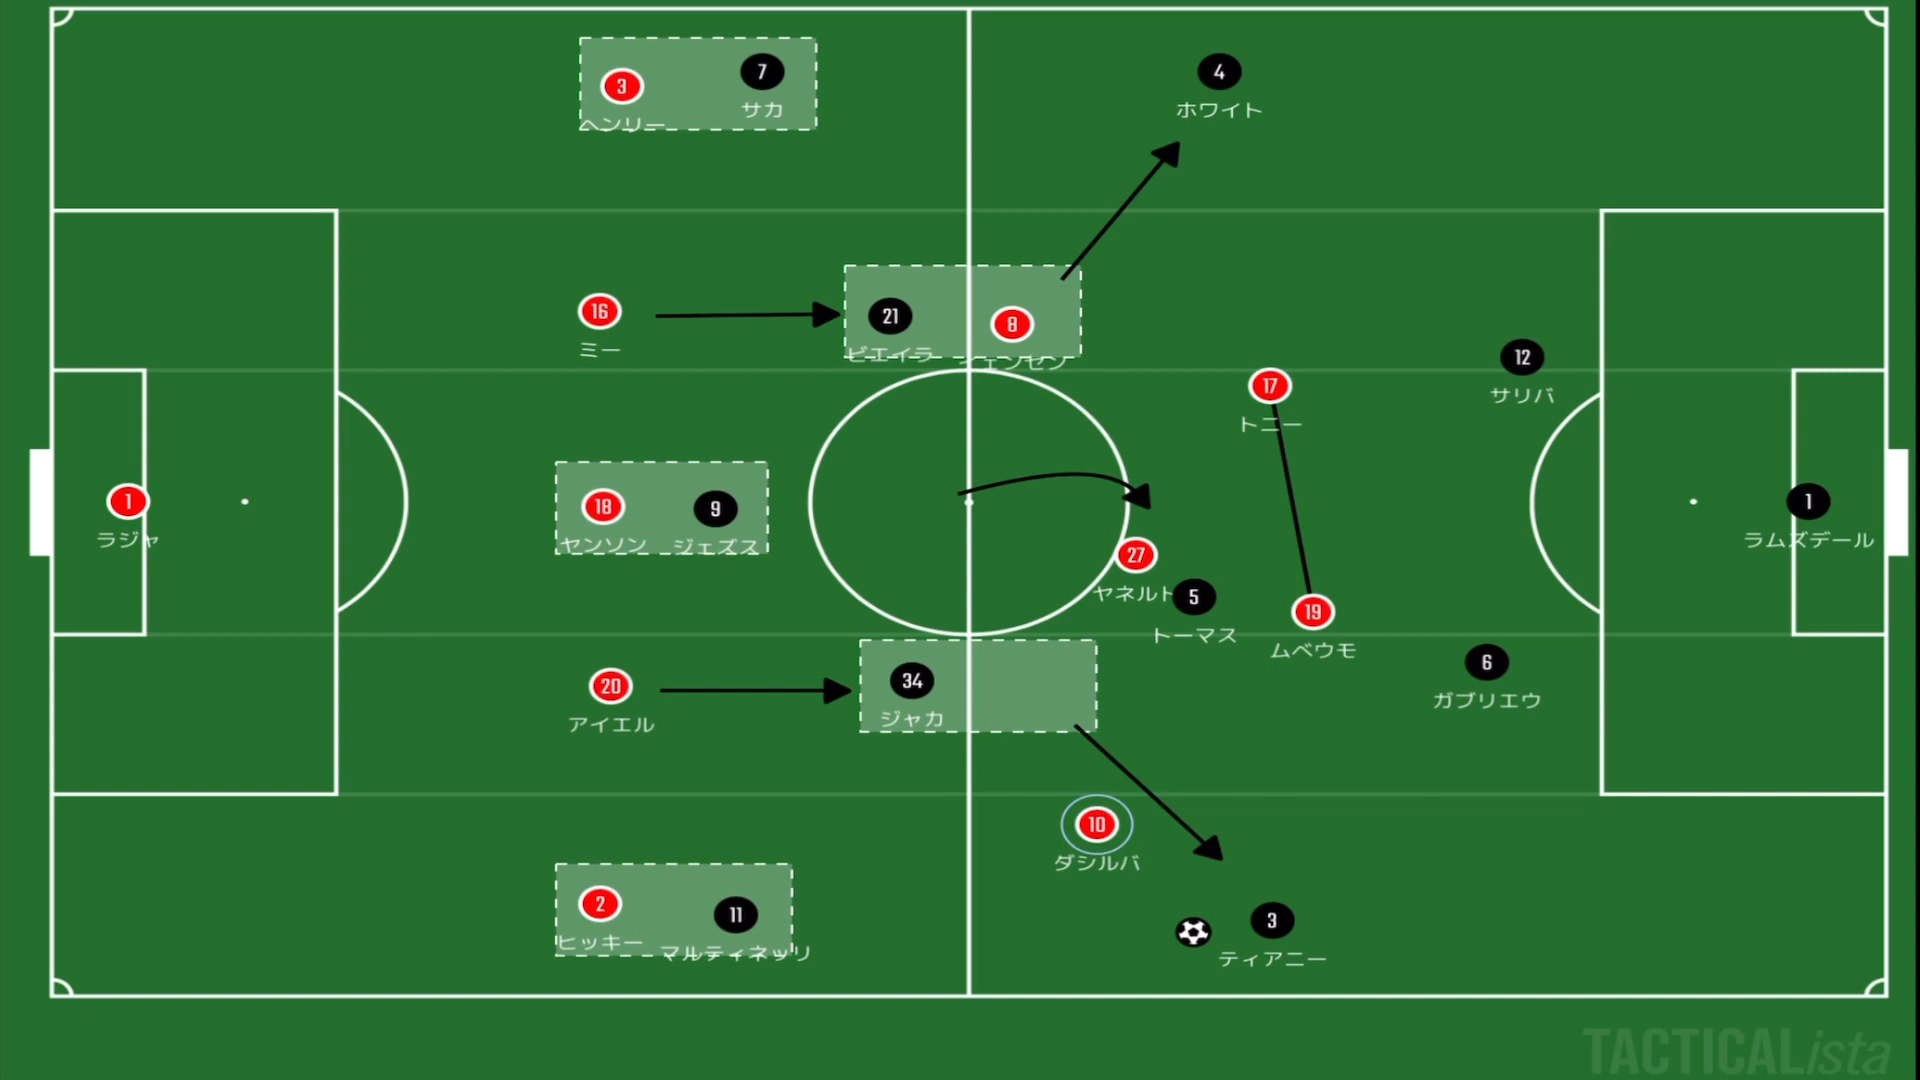 7
サカ
4
ホワイト
3
ヘンリー
16
ミー
21
ビエイラ
8
イェンセン
12
サリバ
17
トニー
1
ラジャ
18
ヤンソン
9
ジェズス
1
ラムズデール
27
ヤネルト
5
トーマス
19
ムベウモ
6
ガブリエウ
20
アイエル
34
ジャカ
10
ダシルバ
2
ヒッキー
11
マルティネッリ
3
ティアニー
TACTICALista